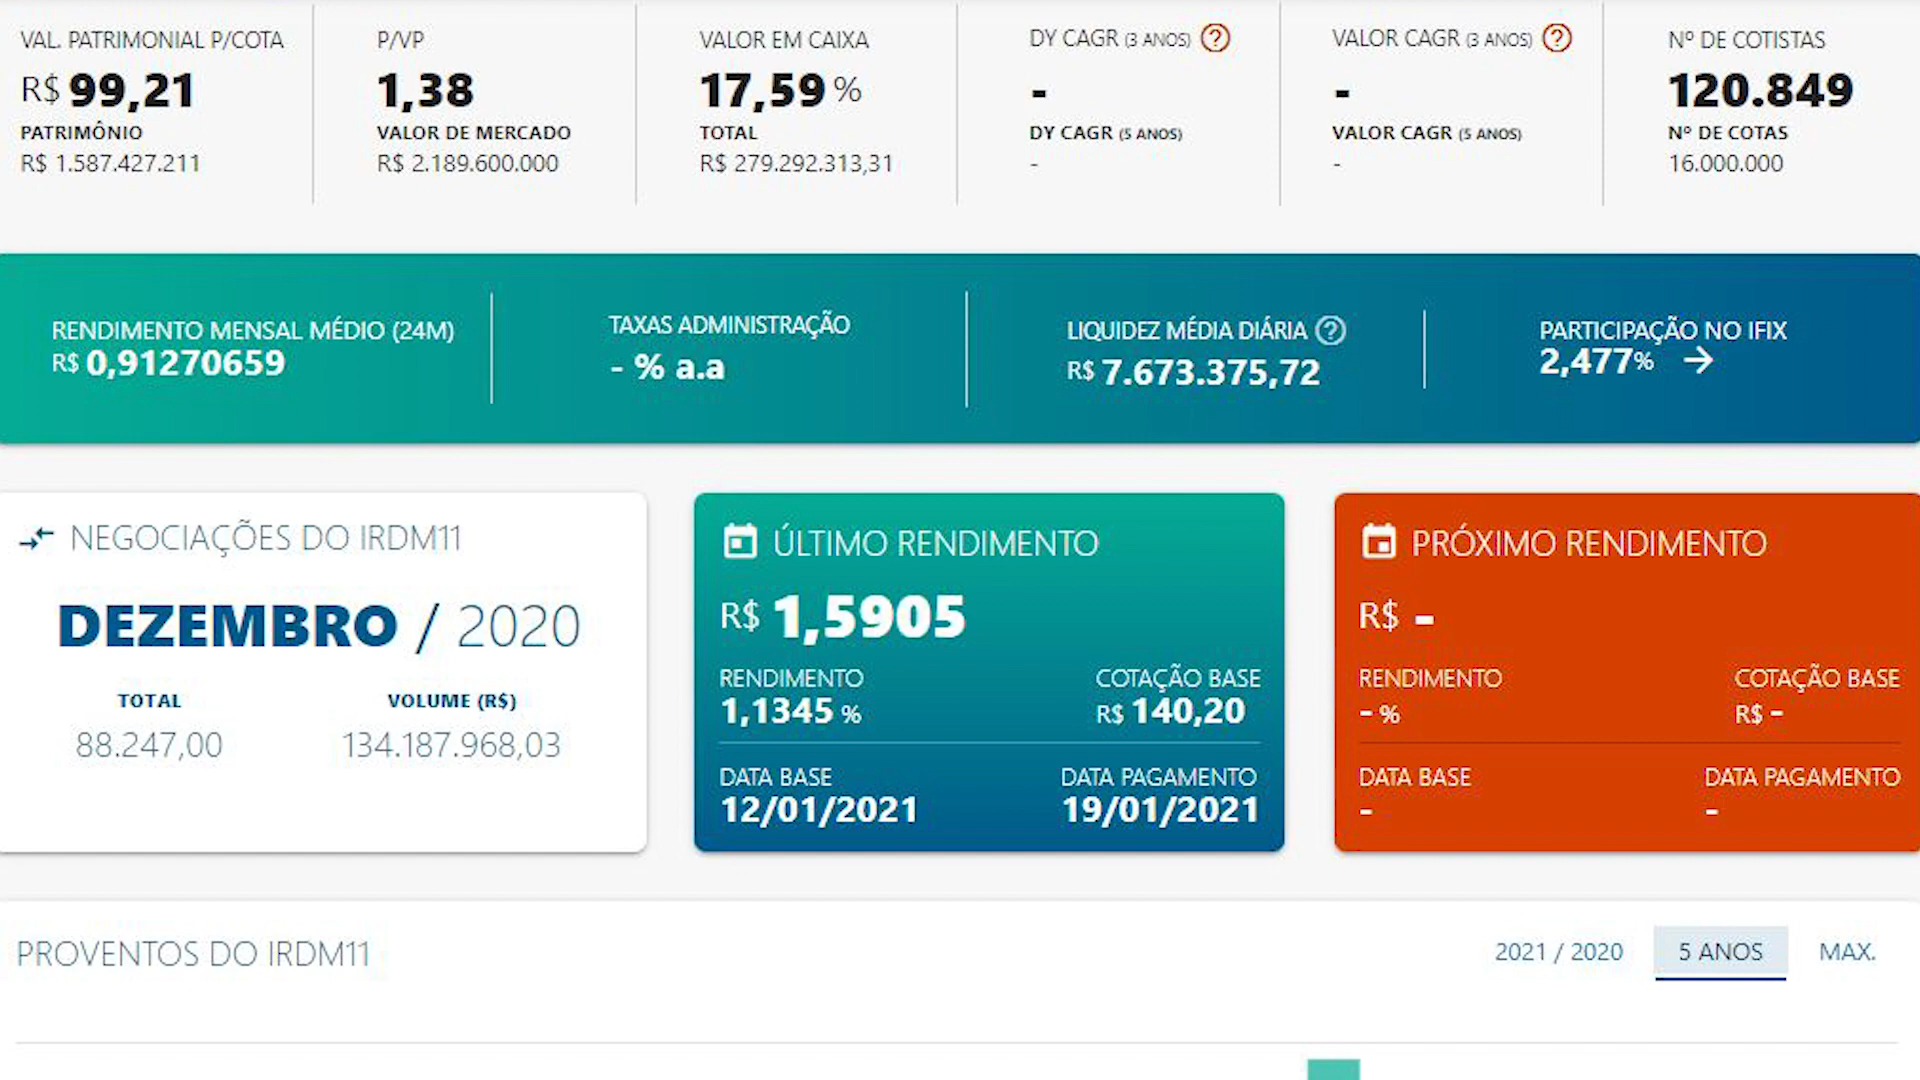 VAL. PATRIMONIAL P/COTA
R$ 99,21
PATRIMÔNIO
R$ 1.587.427.211
P/VP
1,38
VALOR DE MERCADO
R$ 2.189.600.000
VALOR EM CAIXA
17,59 %
TOTAL
R$ 279.292.313,31
DY CAGR (3 ANOS) ?
-
DY CAGR (5 ANOS)
-
VALOR CAGR (3 ANOS) ?
-
VALOR CAGR (5 ANOS)
-
Nº DE COTISTAS
120.849
Nº DE COTAS
16.000.000
RENDIMENTO MENSAL MÉDIO (24M)
R$ 0,91270659
TAXAS ADMINISTRAÇÃO
- % a.a
LIQUIDEZ MÉDIA DIÁRIA ?
R$ 7.673.375,72
PARTICIPAÇÃO NO IFIX
2,477% →
NEGOCIAÇÕES DO IRDM11
DEZEMBRO / 2020
TOTAL
88.247,00
VOLUME (R$)
134.187.968,03
ÚLTIMO RENDIMENTO
R$ 1,5905
RENDIMENTO
1,1345 %
COTAÇÃO BASE
R$ 140,20
DATA BASE
12/01/2021
DATA PAGAMENTO
19/01/2021
PRÓXIMO RENDIMENTO
R$ -
RENDIMENTO
- %
COTAÇÃO BASE
R$ -
DATA BASE
-
DATA PAGAMENTO
-
PROVENTOS DO IRDM11
2021 / 2020
5 ANOS
MAX.